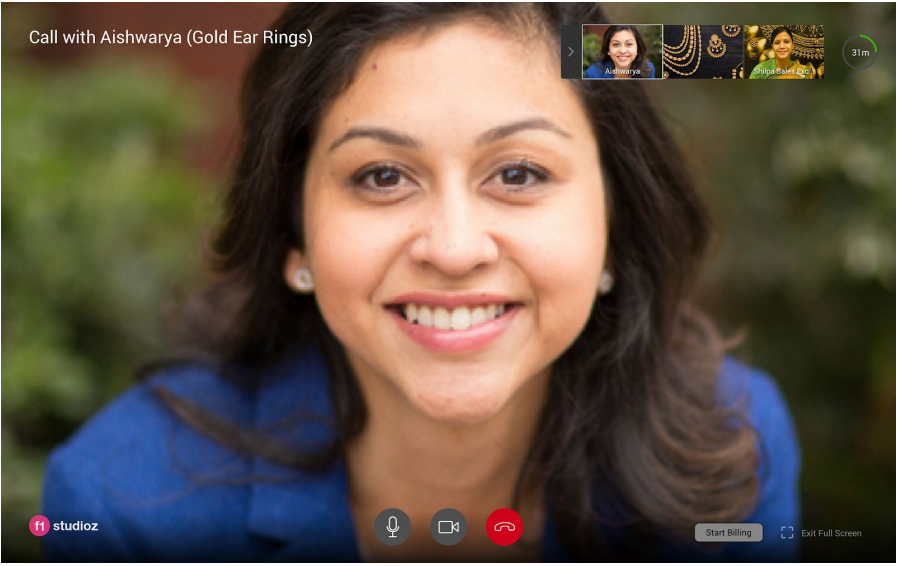 Call with Aishwarya (Gold Ear Rings)
Aishwarya
Shilpa Sales Exc.
31m
f1 studioz
Start Billing
Exit Full Screen